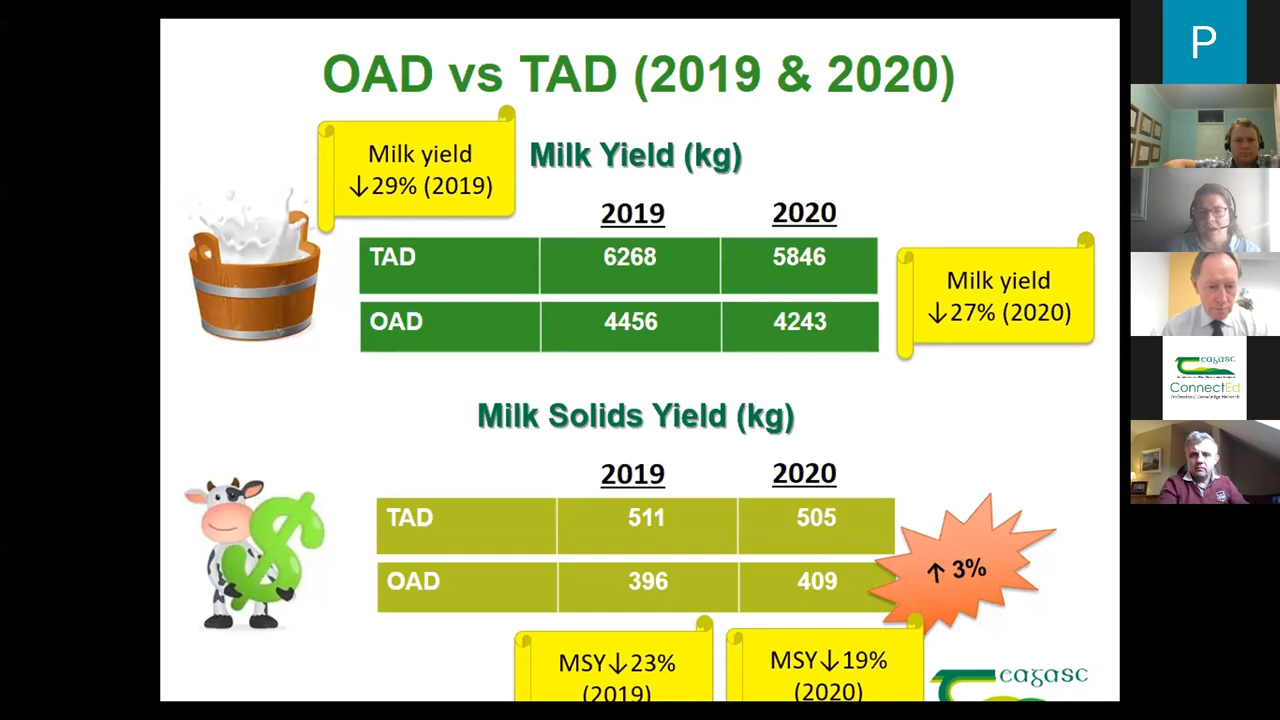 OAD vs TAD (2019 & 2020)
Milk yield
↓29% (2019)
Milk Yield (kg)
2019 2020
TAD 6268 5846
OAD 4456 4243
Milk yield
↓27% (2020)
Milk Solids Yield (kg)
2019 2020
TAD 511 505
OAD 396 409
↑ 3%
MSY↓23%
(2019)
MSY↓19%
(2020)
eagasc
P
eagasc
ConnectEd